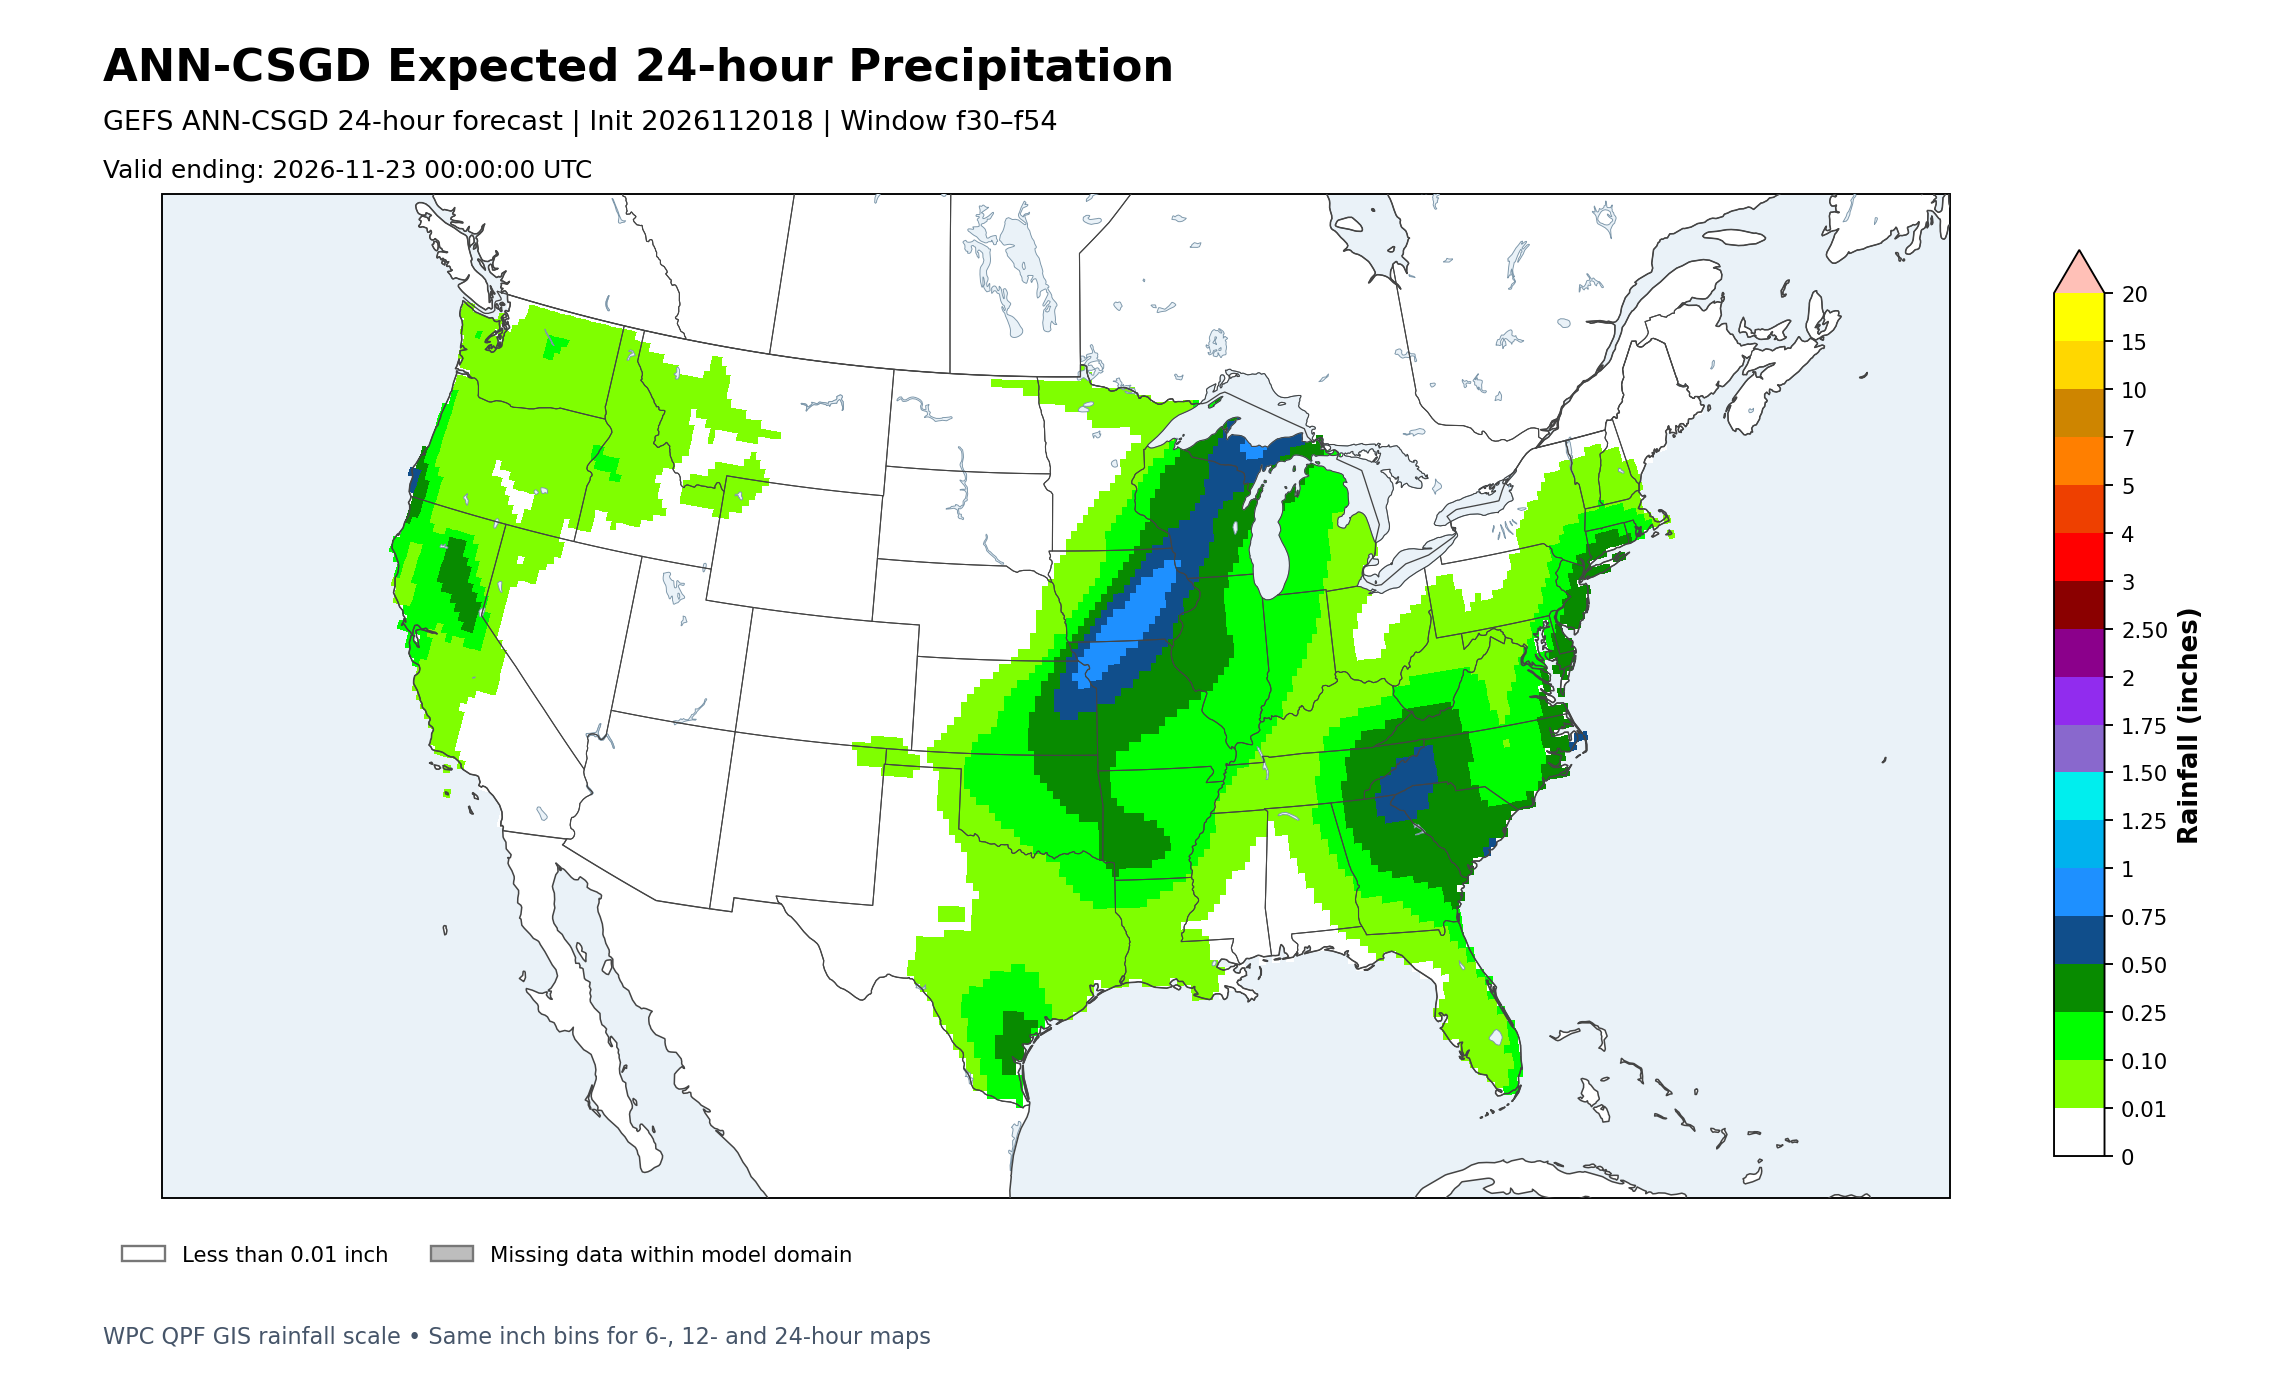 ANN-CSGD Expected 24-hour Precipitation
GEFS ANN-CSGD 24-hour forecast | Init 2026112018 | Window f30–f54
Valid ending: 2026-11-23 00:00:00 UTC
20
15
10
7
5
4
3
2.50
2
1.75
1.50
1.25
1
0.75
0.50
0.25
0.10
0.01
0
Rainfall (inches)
Less than 0.01 inch
Missing data within model domain
WPC QPF GIS rainfall scale • Same inch bins for 6-, 12- and 24-hour maps